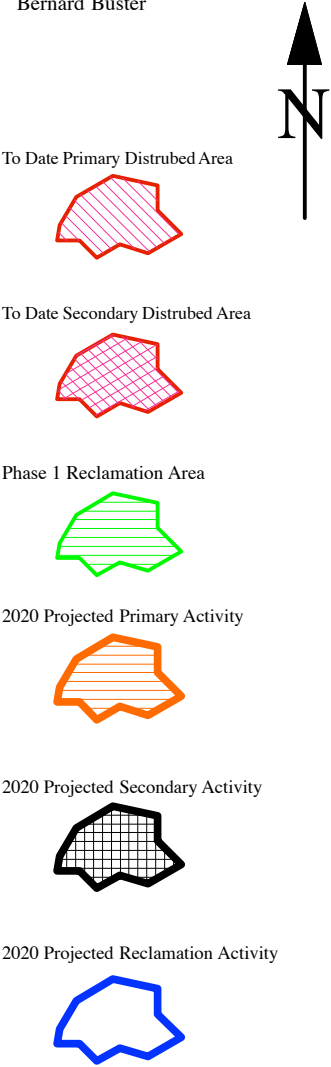 Bernard Buster
N
To Date Primary Distrubed Area
To Date Secondary Distrubed Area
Phase 1 Reclamation Area
2020 Projected Primary Activity
2020 Projected Secondary Activity
2020 Projected Reclamation Activity